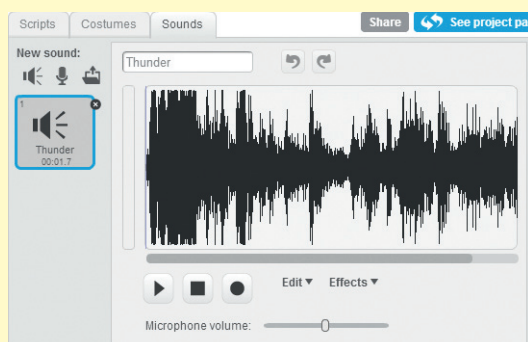 Scripts Costumes Sounds Share See project pa
New sound:
Thunder
1
Thunder
00:01.7
Edit Effects
Microphone volume: